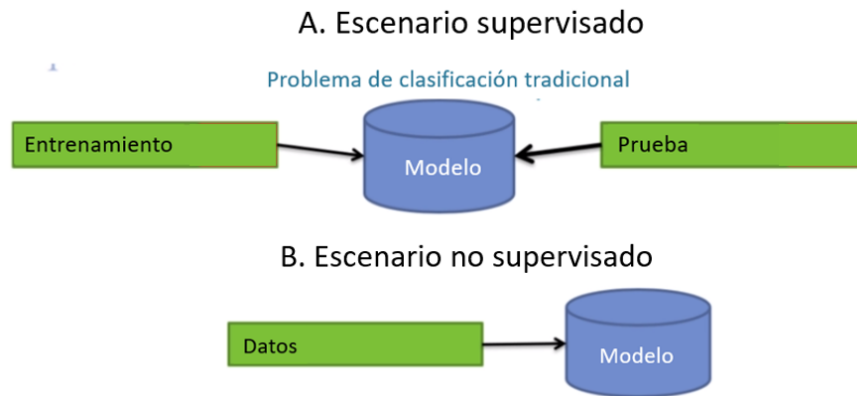 A. Escenario supervisado
Problema de clasificación tradicional
Entrenamiento
Modelo
Prueba
B. Escenario no supervisado
Datos
Modelo